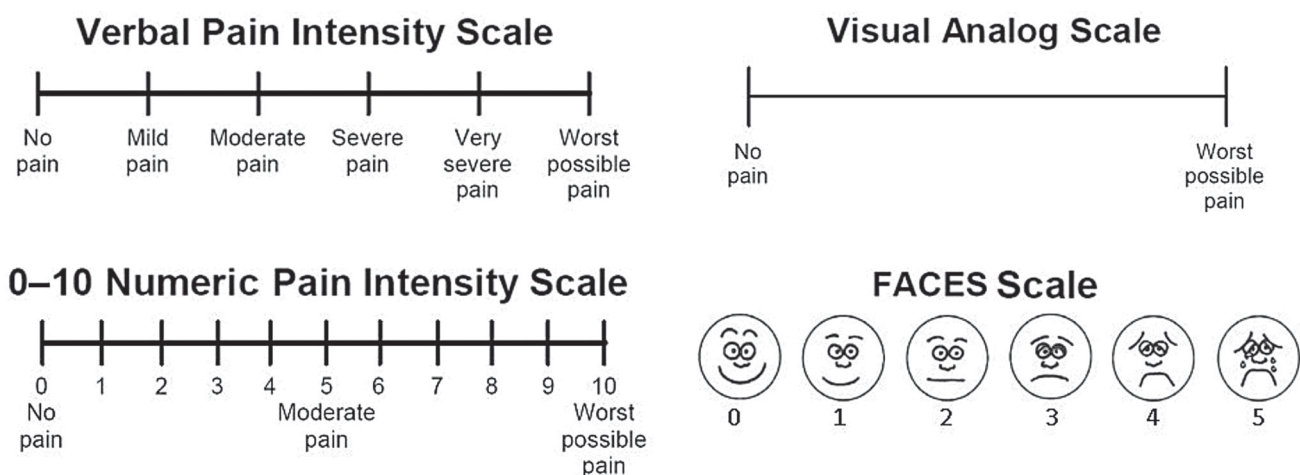 Verbal Pain Intensity Scale
No
pain
Mild
pain
Moderate
pain
Severe
pain
Very
severe
pain
Worst
possible
pain
Visual Analog Scale
No
pain
Worst
possible
pain
0–10 Numeric Pain Intensity Scale
0 1 2 3 4 5 6 7 8 9 10
No
pain
Moderate
pain
Worst
possible
pain
FACES Scale
0 1 2 3 4 5